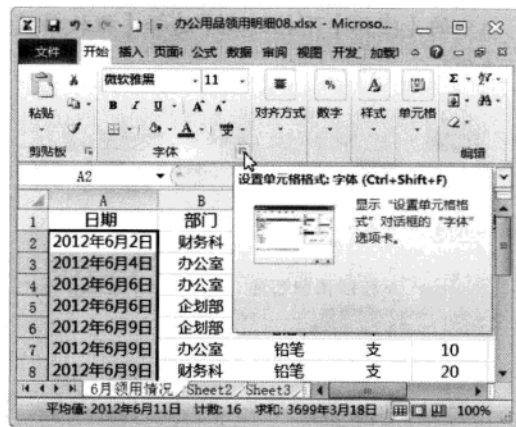 办公用品领用明细08.xlsx - Microso...
文件 开始 插入 页面 公式 数据 审阅 视图 开发 加载
微软雅黑 11
B I U A A
粘贴 A 对齐方式 数字 样式 单元格
剪贴板 字体 编辑
A2
设置单元格格式: 字体 (Ctrl+Shift+F)
显示“设置单元格格式”对话框的“字体”选项卡。
A B
1 日期 部门
2 2012年6月2日 财务科
3 2012年6月4日 办公室
4 2012年6月6日 办公室
5 2012年6月6日 企划部
6 2012年6月9日 企划部
7 2012年6月9日 办公室 铅笔 支 10
8 2012年6月9日 财务科 铅笔 支 20
6月领用情况 Sheet2 Sheet3
平均值: 2012年6月11日 计数: 16 求和: 3699年3月18日 100%